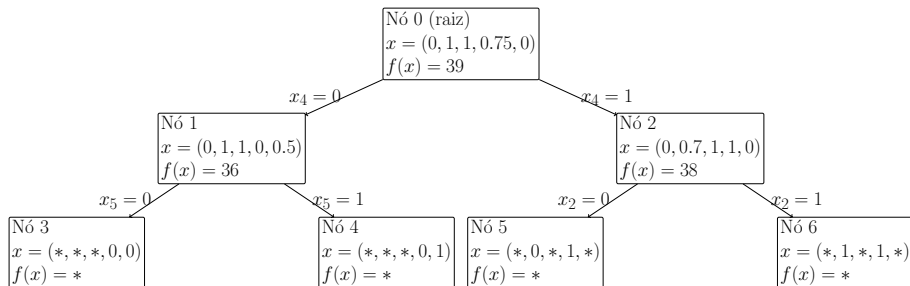 Nó 0 (raiz)
x = (0, 1, 1, 0.75, 0)
f(x) = 39
x₄ = 0
x₄ = 1
Nó 1
x = (0, 1, 1, 0, 0.5)
f(x) = 36
Nó 2
x = (0, 0.7, 1, 1, 0)
f(x) = 38
x₅ = 0
x₅ = 1
x₂ = 0
x₂ = 1
Nó 3
x = (∗, ∗, ∗, 0, 0)
f(x) = ∗
Nó 4
x = (∗, ∗, ∗, 0, 1)
f(x) = ∗
Nó 5
x = (∗, 0, ∗, 1, ∗)
f(x) = ∗
Nó 6
x = (∗, 1, ∗, 1, ∗)
f(x) = ∗